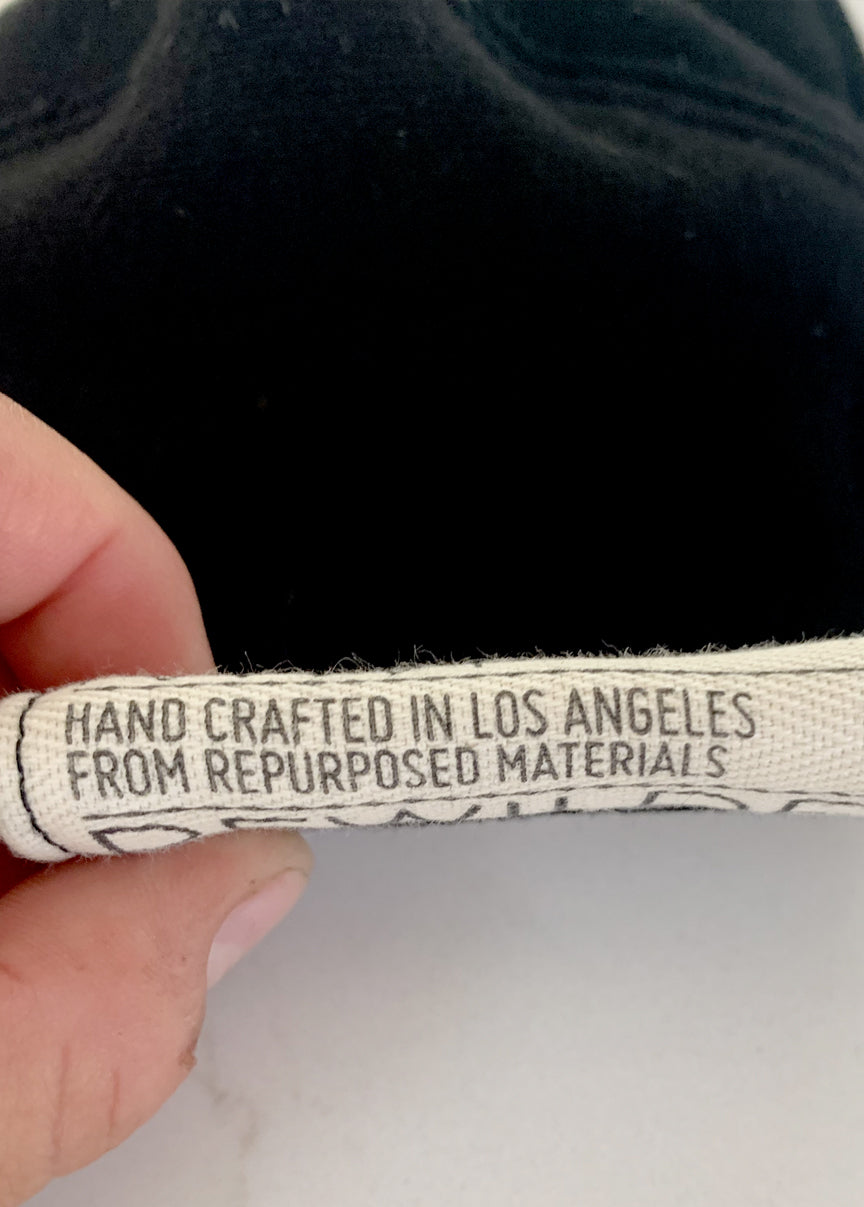 HAND CRAFTED IN LOS ANGELES
FROM REPURPOSED MATERIALS